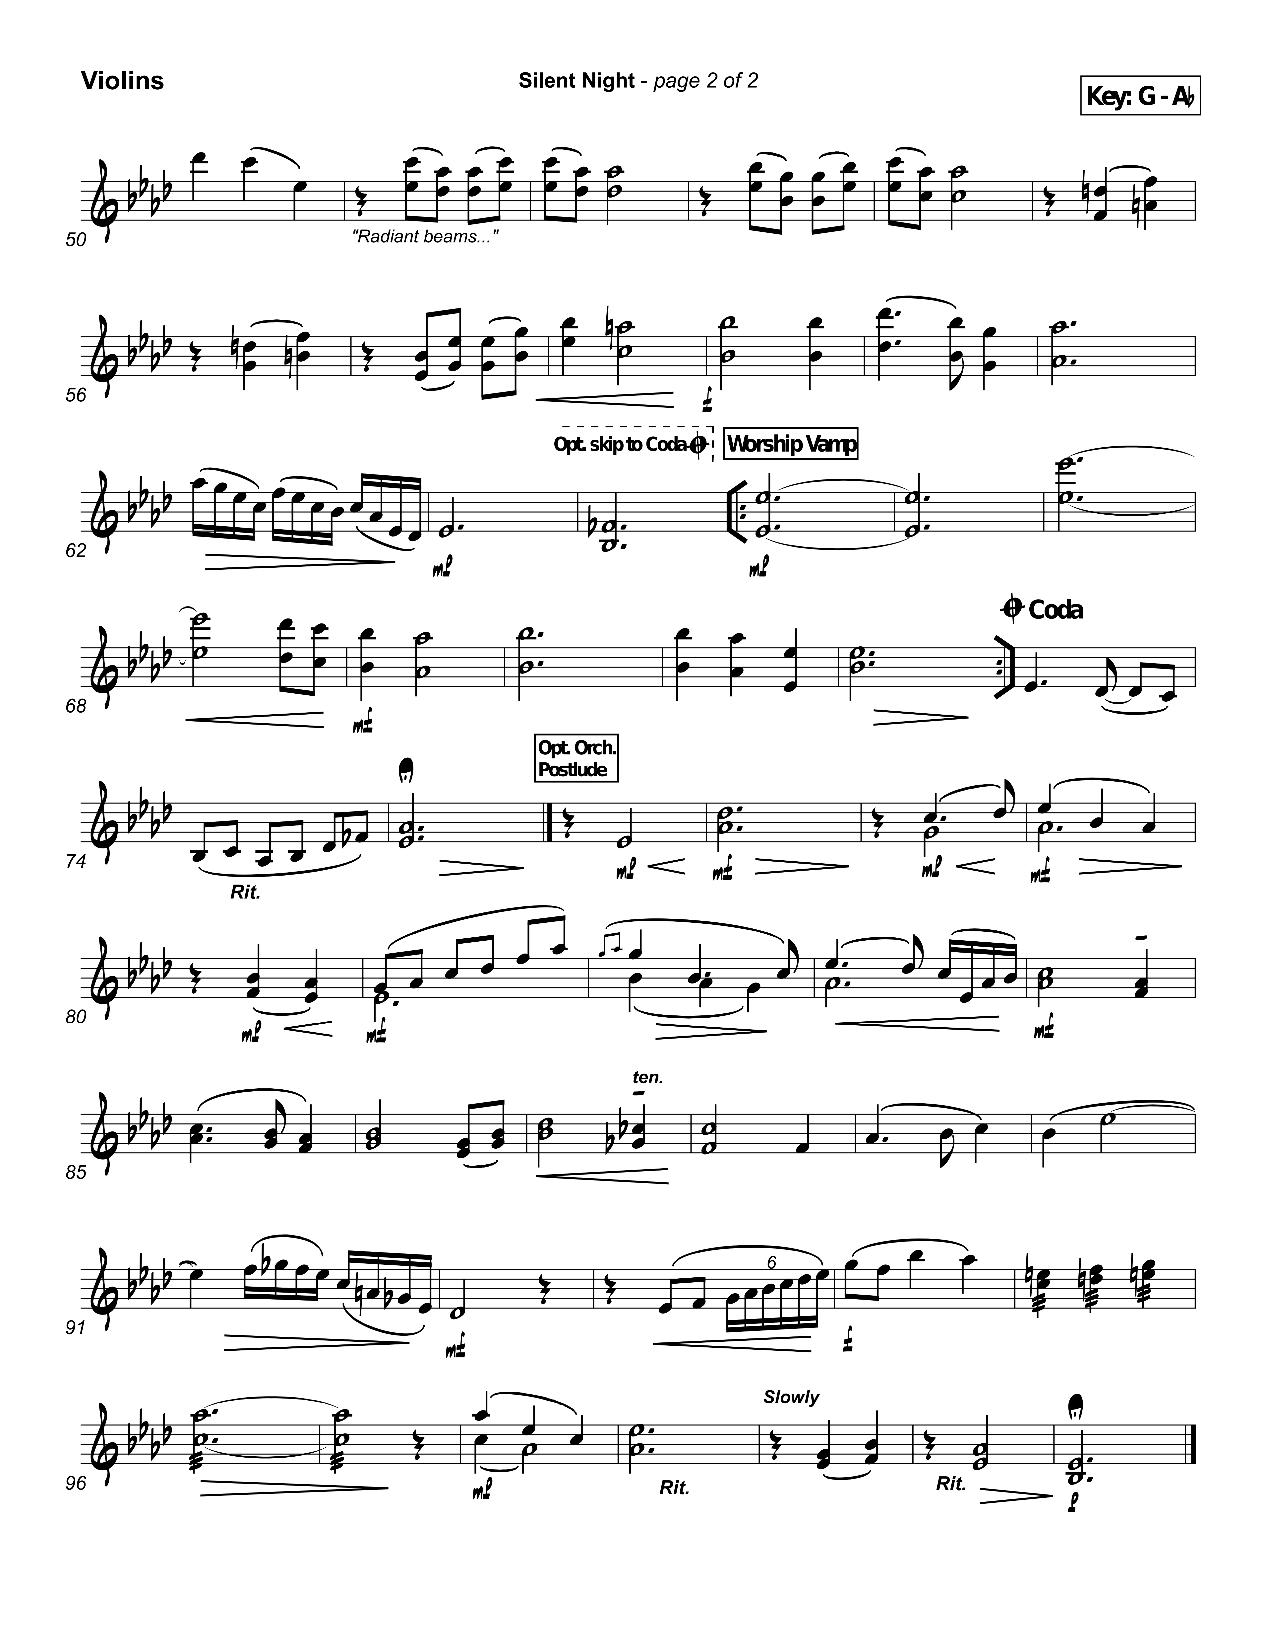 Violins
Silent Night - page 2 of 2
Key: G - A♭
50
"Radiant beams..."
56
f
Opt. skip to Coda
Worship Vamp
62
mp
mp
Coda
68
mf
Opt. Orch.
Postlude
74
Rit.
mp
mf
mp
mf
80
mp
mf
mf
ten.
85
6
91
mf
f
Slowly
96
mp
Rit.
Rit.
p